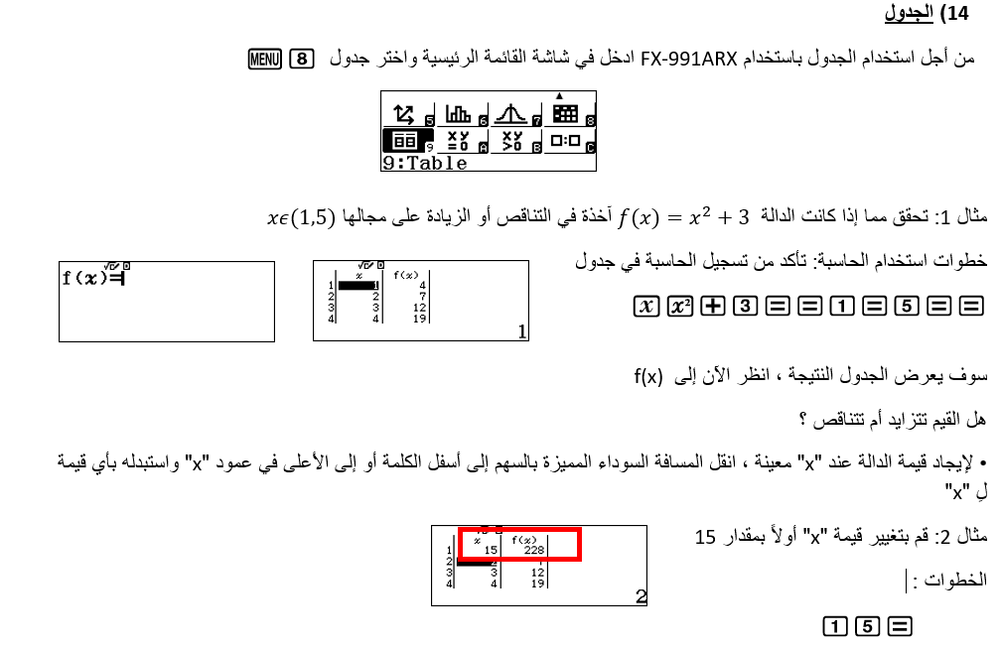 14) الجدول
من أجل استخدام الجدول باستخدام FX-991ARX ادخل في شاشة القائمة الرئيسية واختر جدول MENU 8
5 6 7 8
9 A B C
9:Table
مثال 1: تحقق مما إذا كانت الدالة f(x) = x² + 3 آخذة في التناقص أو الزيادة على مجالها xϵ(1,5)
خطوات استخدام الحاسبة: تأكد من تسجيل الحاسبة في جدول
f(x)=
x f(x)
1 1 4
2 2 7
3 3 12
4 4 19
1
x x² + 3 = = 1 = 5 = =
سوف يعرض الجدول النتيجة ، انظر الآن إلى f(x)
هل القيم تتزايد أم تتناقص ؟
• لإيجاد قيمة الدالة عند "x" معينة ، انقل المسافة السوداء المميزة بالسهم إلى أسفل الكلمة أو إلى الأعلى في عمود "x" واستبدله بأي قيمة
لِ "x"
مثال 2: قم بتغيير قيمة "x" أولاً بمقدار 15
x f(x)
1 15 228
2
3 3 12
4 4 19
2
الخطوات :
1 5 =